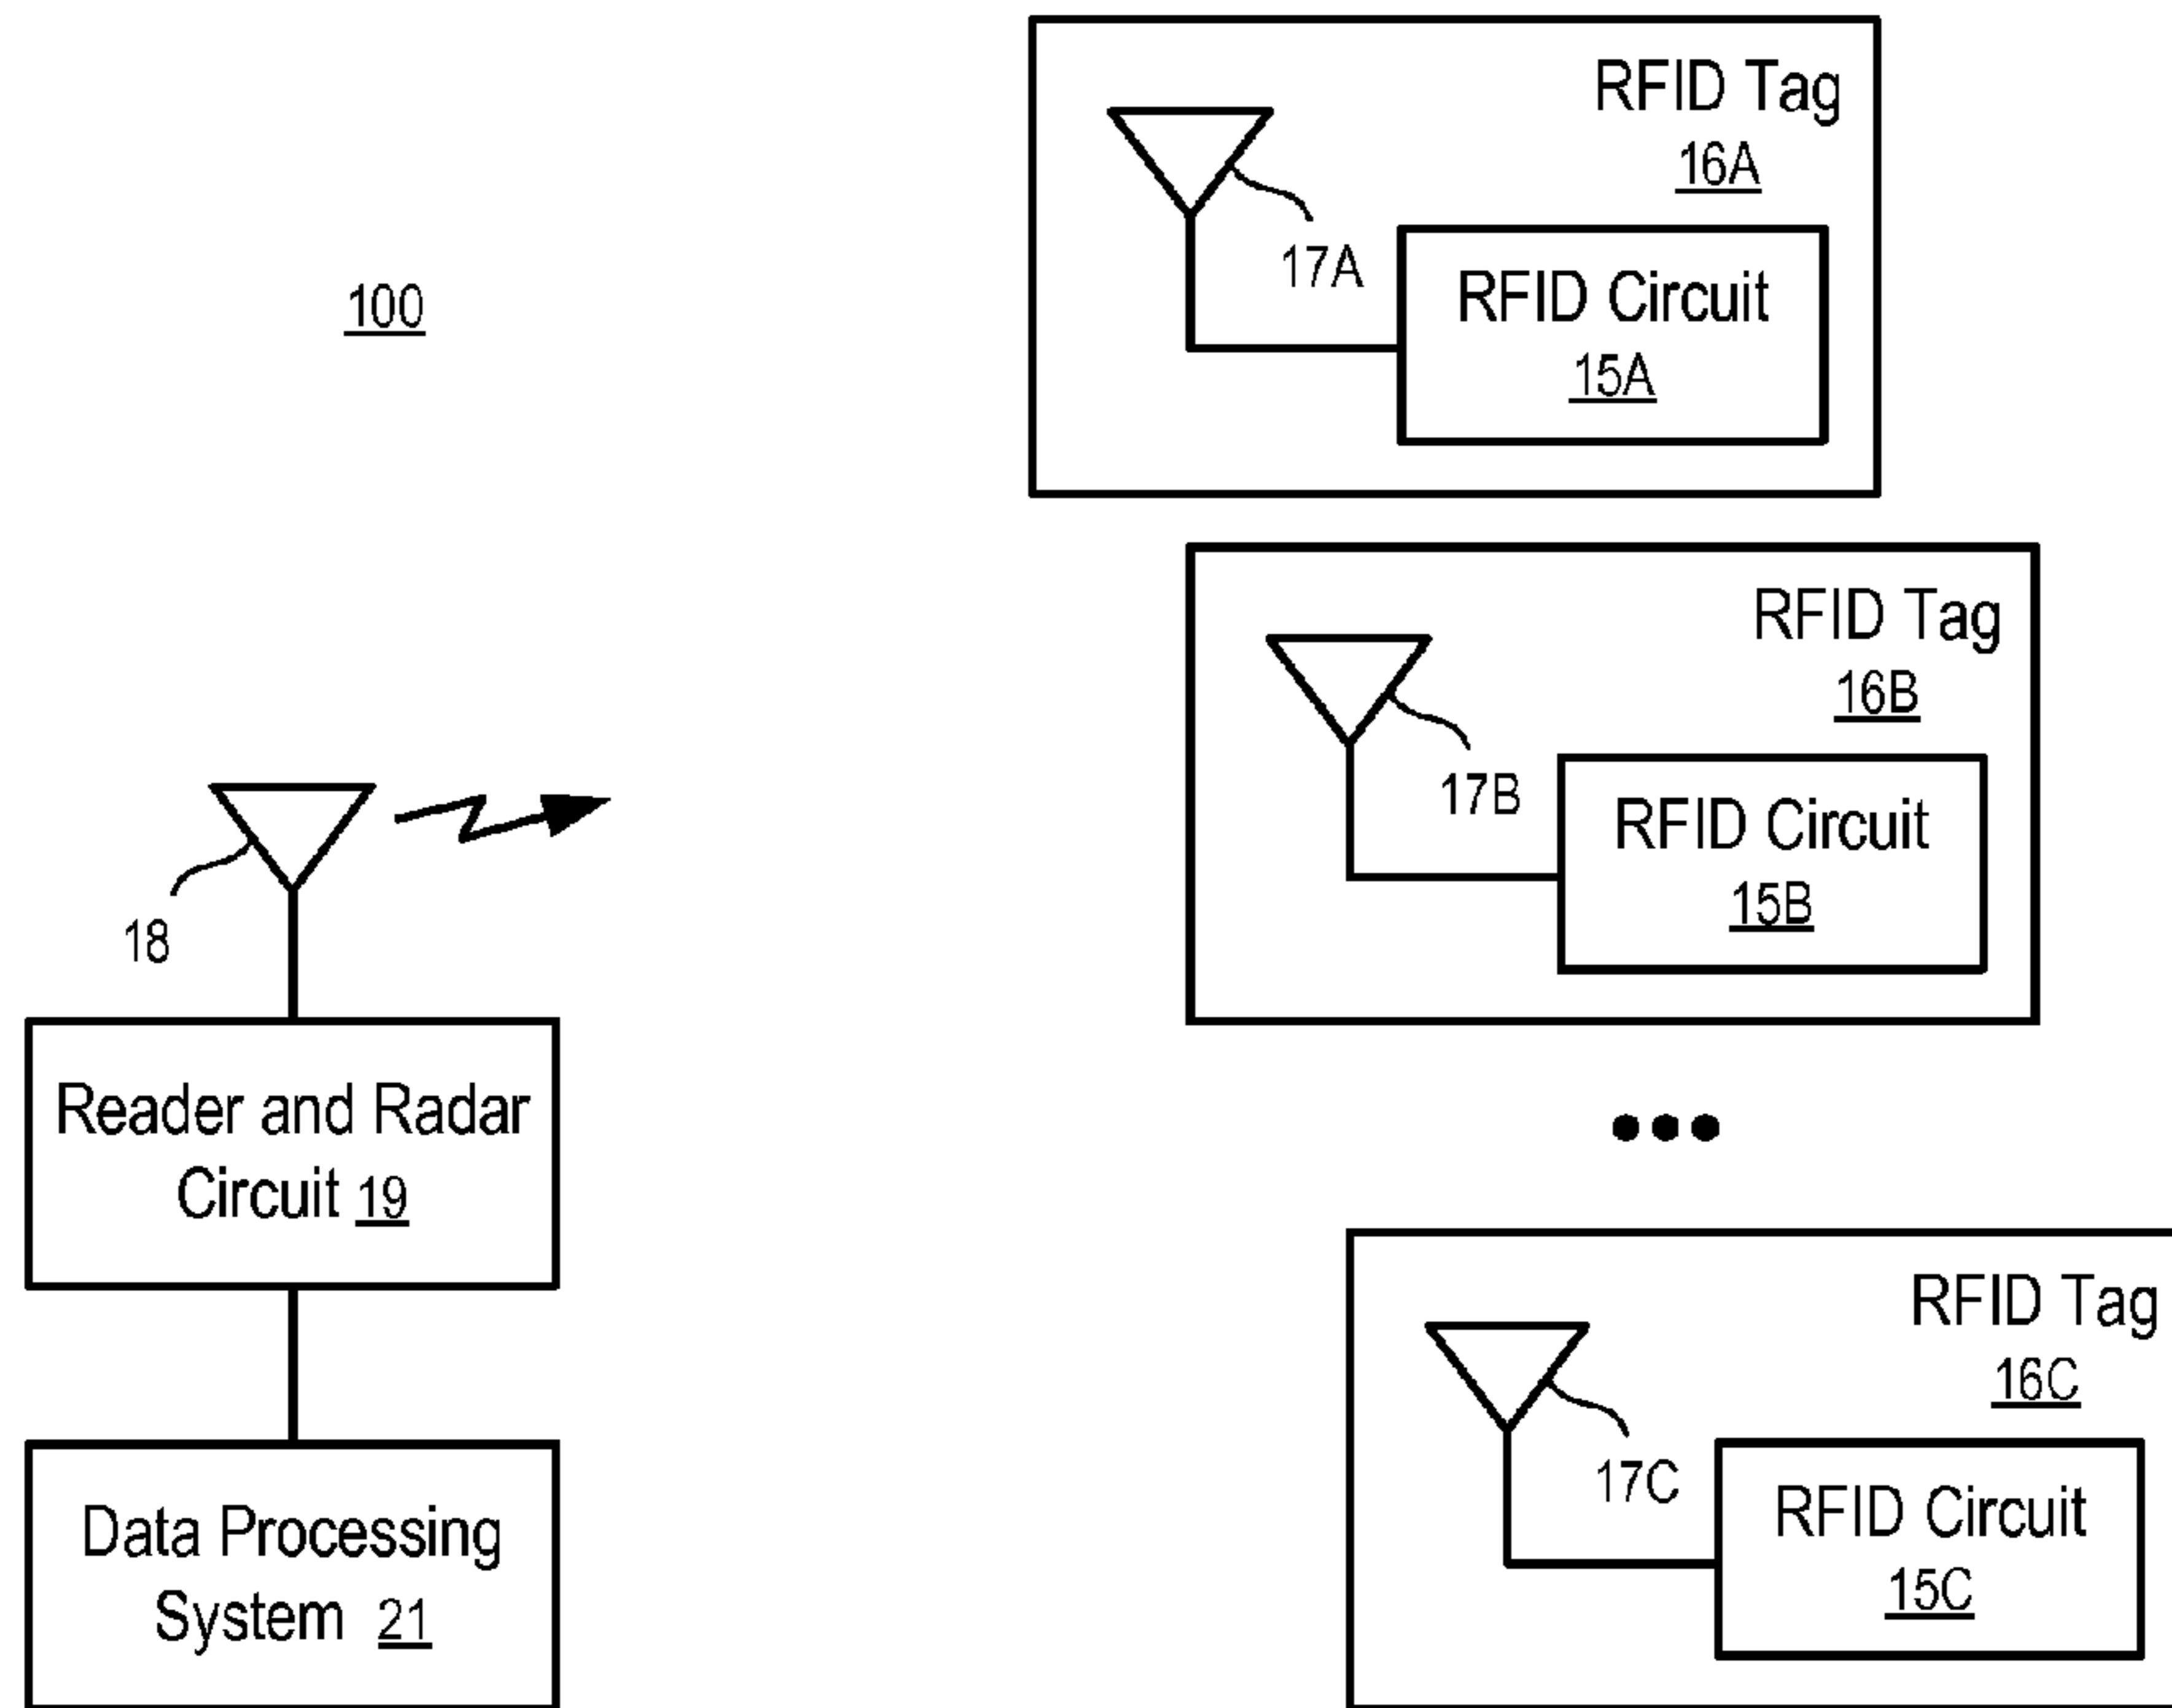 100
18
Reader and Radar
Circuit 19
Data Processing
System 21
RFID Tag
16A
17A
RFID Circuit
15A
RFID Tag
16B
17B
RFID Circuit
15B
RFID Tag
16C
17C
RFID Circuit
15C